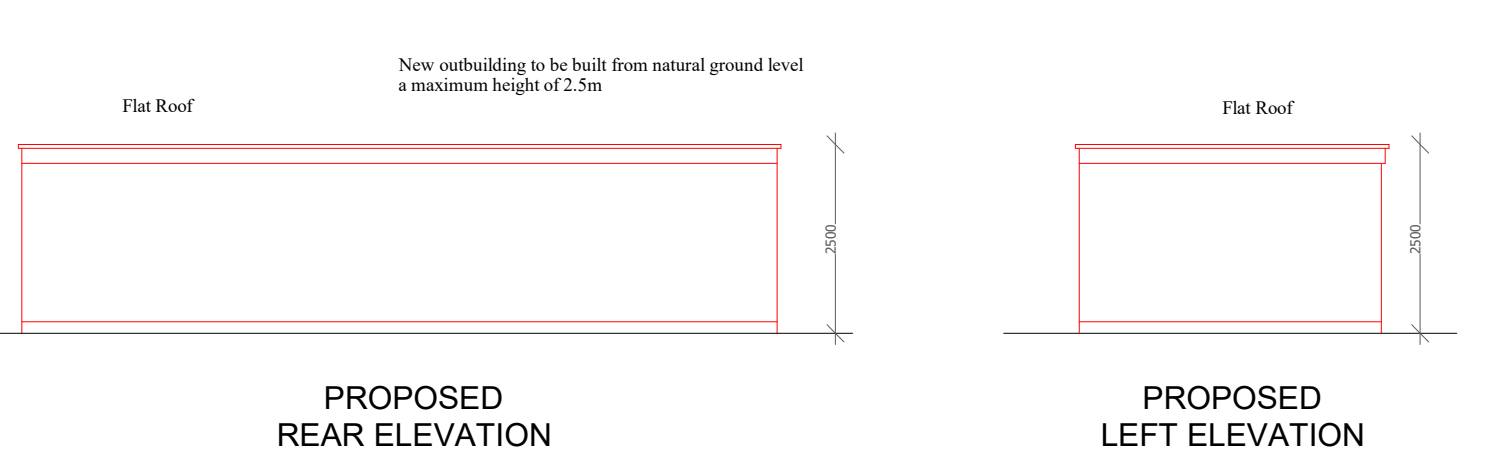 New outbuilding to be built from natural ground level
a maximum height of 2.5m
Flat Roof
Flat Roof
2500
2500
PROPOSED
REAR ELEVATION
PROPOSED
LEFT ELEVATION